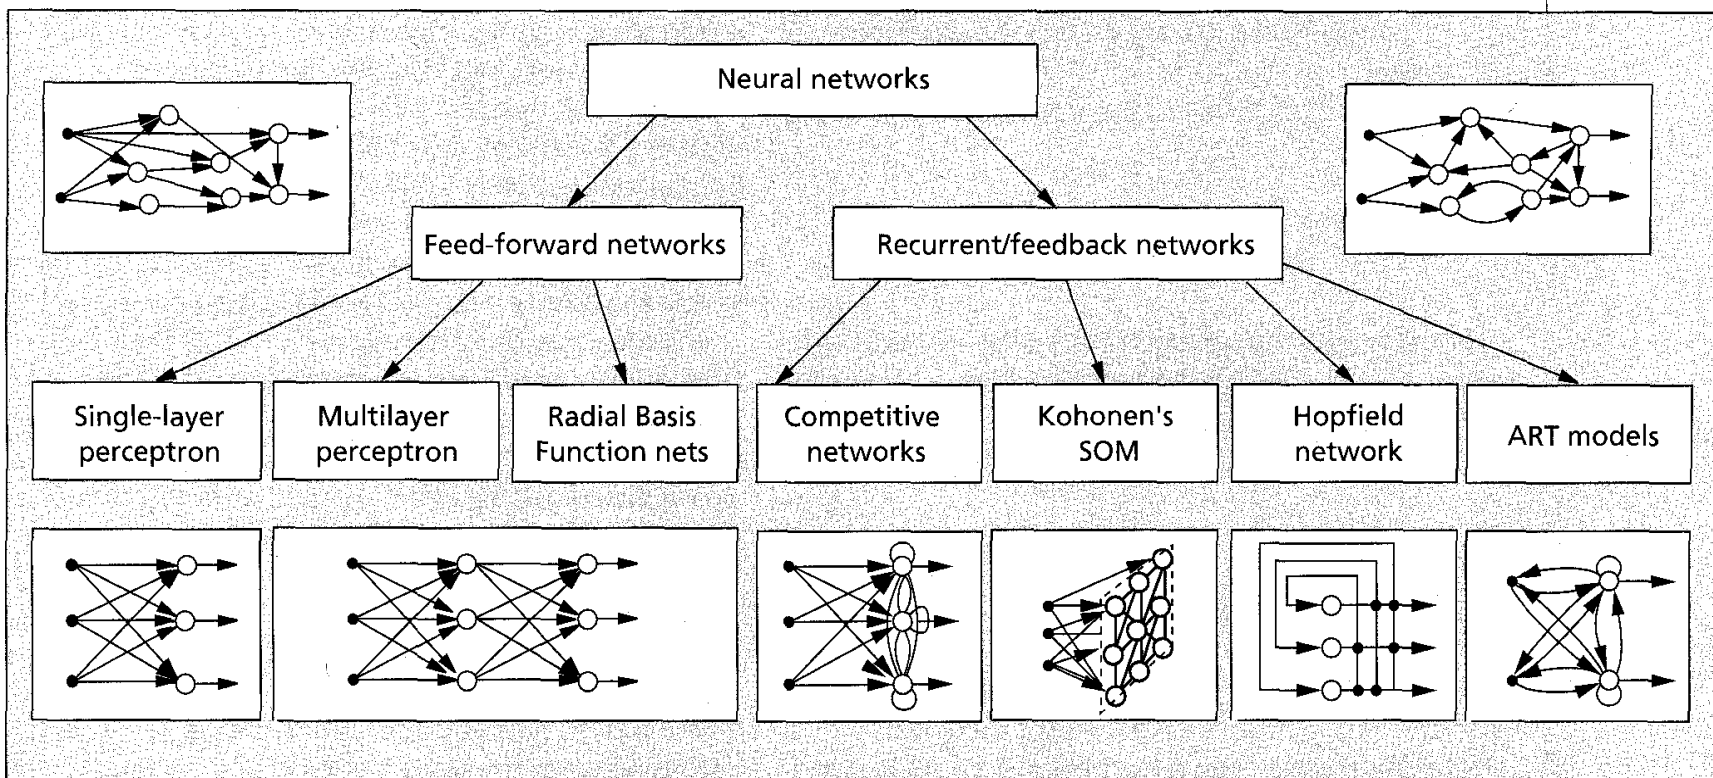 Neural networks
Feed-forward networks
Recurrent/feedback networks
Single-layer
perceptron
Multilayer
perceptron
Radial Basis
Function nets
Competitive
networks
Kohonen's
SOM
Hopfield
network
ART models